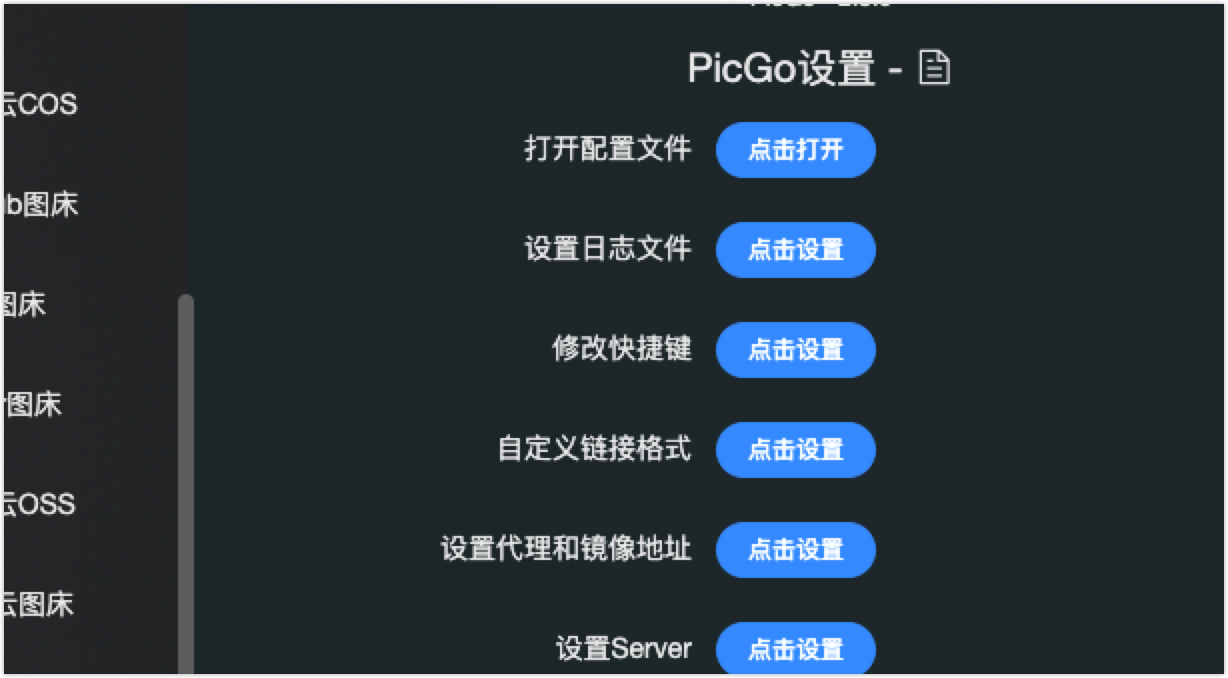 PicGo设置 -
云COS
打开配置文件 点击打开
b图床
设置日志文件 点击设置
图床
修改快捷键 点击设置
图床
自定义链接格式 点击设置
云OSS
设置代理和镜像地址 点击设置
云图床
设置Server 点击设置